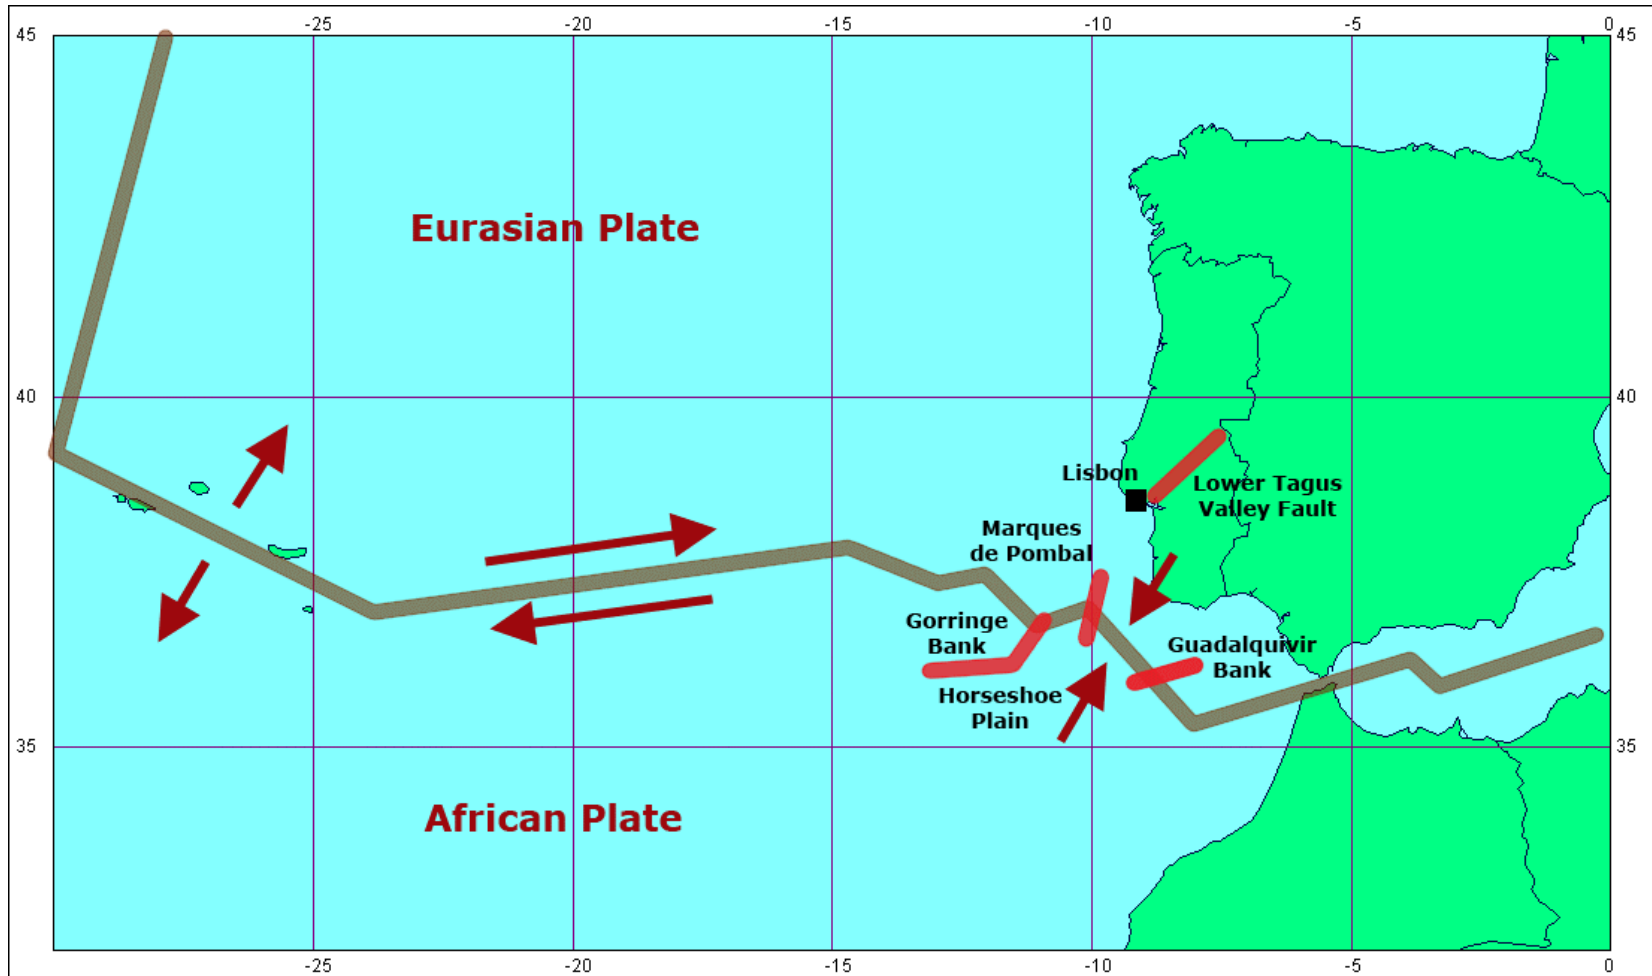 -25
-20
-15
-10
-5
0
45
45
Eurasian Plate
40
40
Lisbon
Lower Tagus
Valley Fault
Marques
de Pombal
Gorringe
Bank
Guadalquivir
Bank
Horseshoe
Plain
35
35
African Plate
-25
-20
-15
-10
-5
0